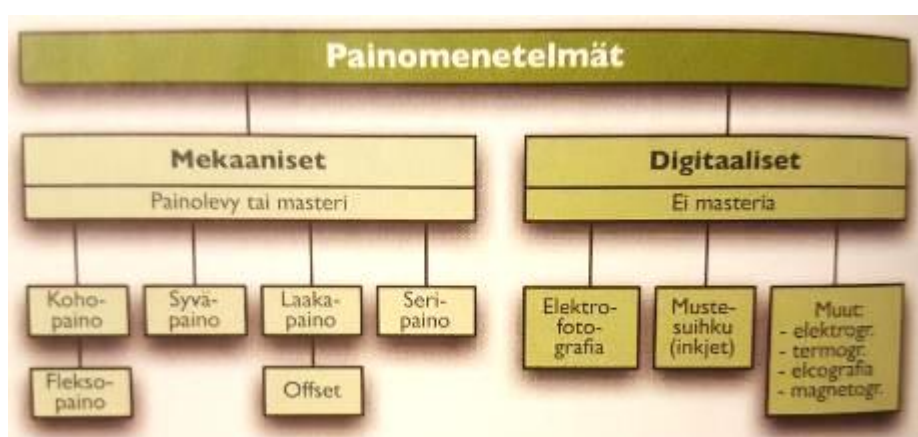 Painomenetelmät
Mekaaniset
Painolevy tai masteri
Koho-
paino
Flekso-
paino
Syvä-
paino
Laaka-
paino
Offset
Seri-
paino
Digitaaliset
Ei masteria
Elektro-
foto-
grafia
Muste-
suihku
(inkjet)
Muut:
- elektrogr.
- termogr.
- elcografia
- magnetogr.